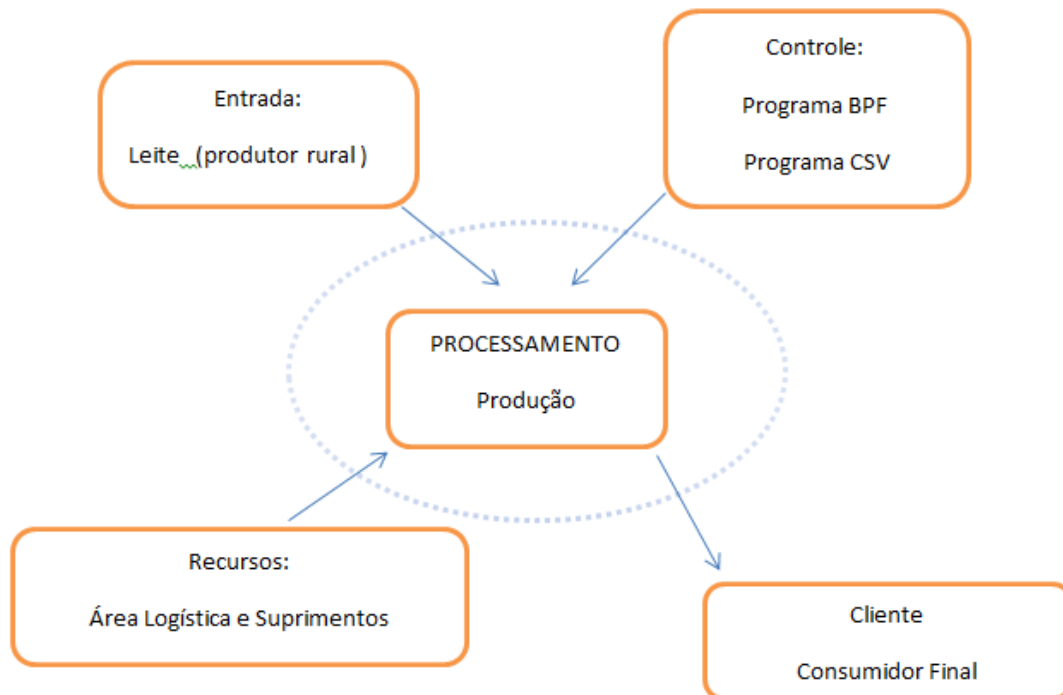 Entrada:
Leite (produtor rural )
Controle:
Programa BPF
Programa CSV
PROCESSAMENTO
Produção
Recursos:
Área Logística e Suprimentos
Cliente
Consumidor Final